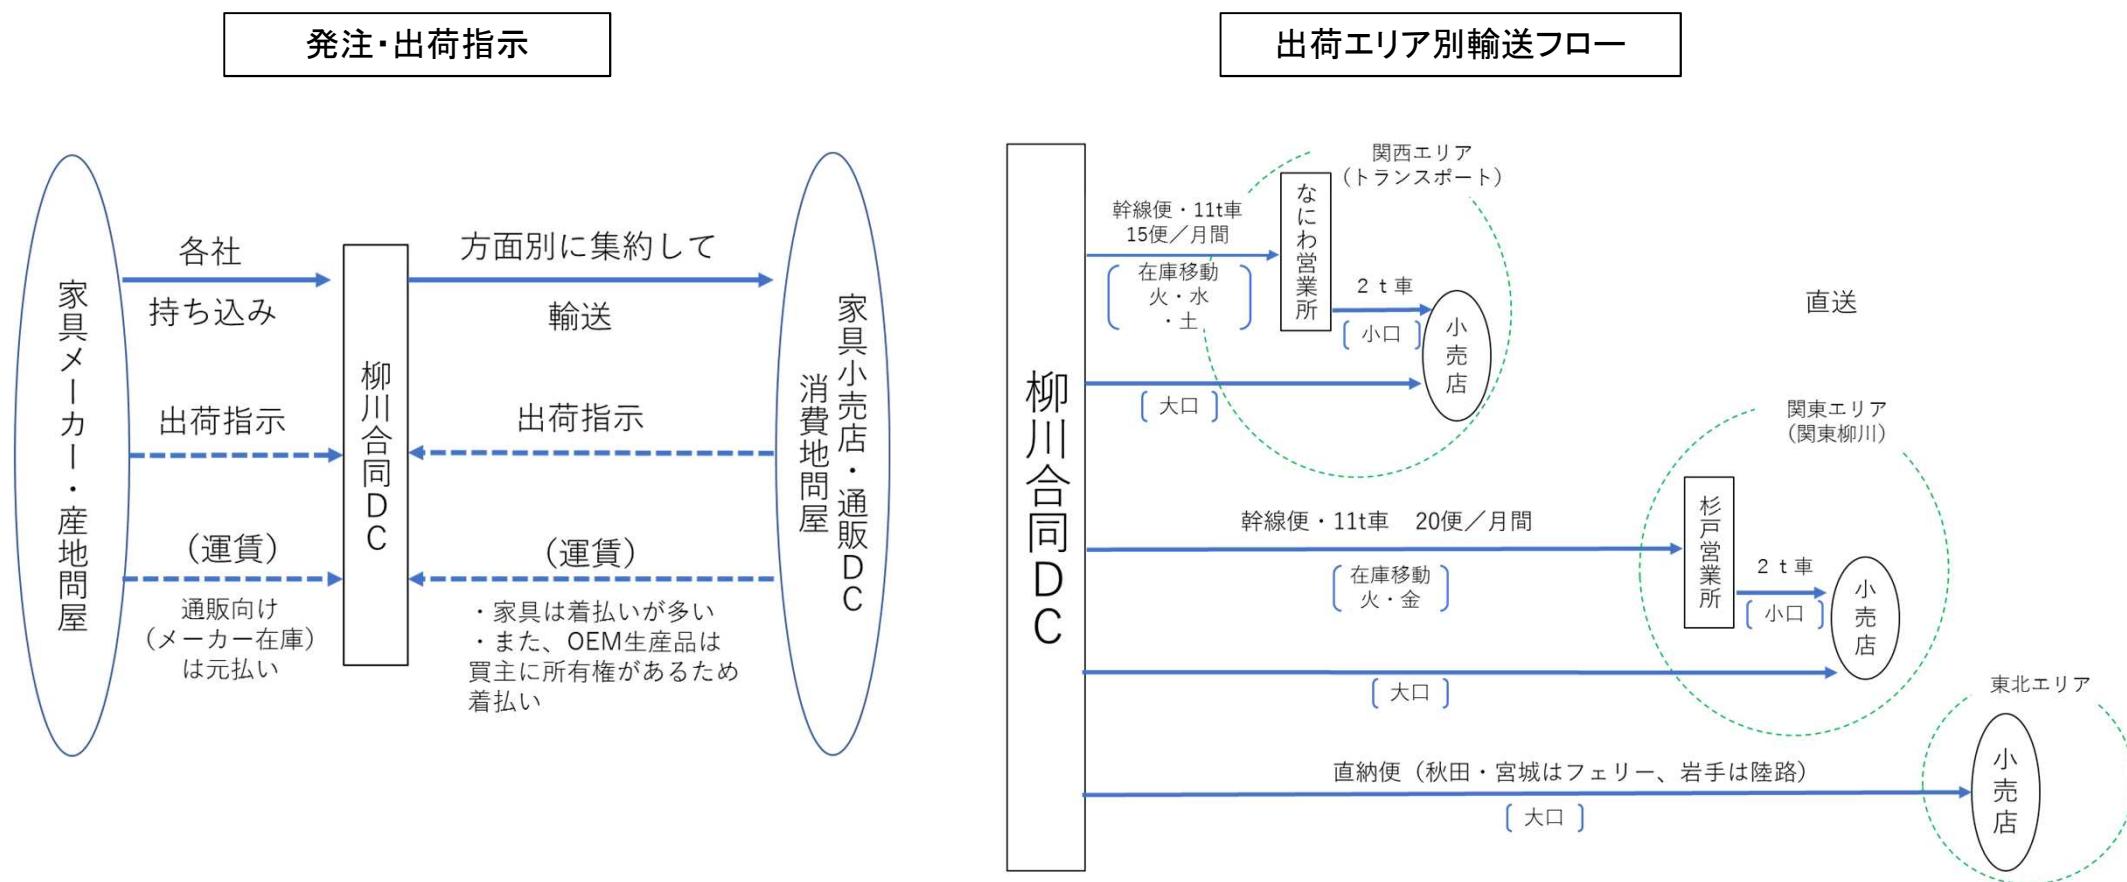 発注・出荷指示
家具メーカー・産地問屋
各社
持ち込み
出荷指示
(運賃)
通販向け
(メーカー在庫)
は元払い
柳川合同DC
方面別に集約して
輸送
出荷指示
(運賃)
・家具は着払いが多い
・また、OEM生産品は
買主に所有権があるため
着払い
家具小売店・通販DC
消費地問屋
出荷エリア別輸送フロー
柳川合同DC
関西エリア
(トランスポート)
幹線便・11t車
15便／月間
在庫移動
火・水
・土
なにわ営業所
2ｔ車
小口
小売店
大口
直送
関東エリア
(関東柳川)
幹線便・11t車　20便／月間
在庫移動
火・金
杉戸営業所
2ｔ車
小口
小売店
大口
東北エリア
直納便（秋田・宮城はフェリー、岩手は陸路）
大口
小売店